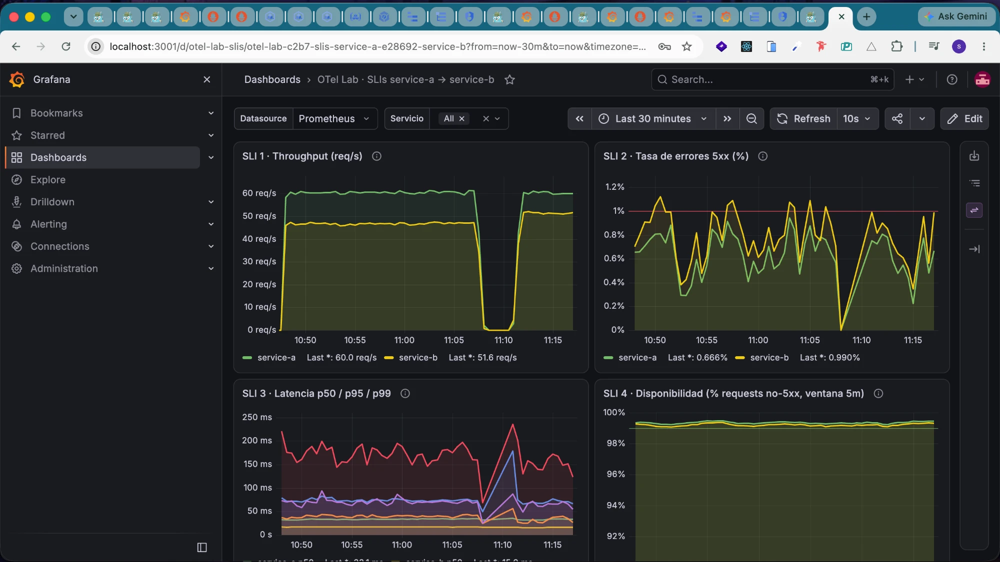 Ask Gemini
localhost:3001/d/otel-lab-slis/otel-lab-c2b7-slis-service-a-e28692-service-b?from=now-30m&to=now&timezone=...
S
Grafana
Dashboards › OTel Lab · SLIs service-a → service-b
Search...
⌘+k
Bookmarks
Starred
Dashboards
Explore
Drilldown
Alerting
Connections
Administration
Datasource Prometheus
Servicio All
Last 30 minutes
Refresh 10s
Edit
SLI 1 · Throughput (req/s)
60 req/s
50 req/s
40 req/s
30 req/s
20 req/s
10 req/s
0 req/s
10:50 10:55 11:00 11:05 11:10 11:15
service-a Last *: 60.0 req/s service-b Last *: 51.6 req/s
SLI 2 · Tasa de errores 5xx (%)
1.2%
1%
0.8%
0.6%
0.4%
0.2%
0%
10:50 10:55 11:00 11:05 11:10 11:15
service-a Last *: 0.666% service-b Last *: 0.990%
SLI 3 · Latencia p50 / p95 / p99
250 ms
200 ms
150 ms
100 ms
50 ms
0 s
10:50 10:55 11:00 11:05 11:10 11:15
SLI 4 · Disponibilidad (% requests no-5xx, ventana 5m)
100%
98%
96%
94%
92%